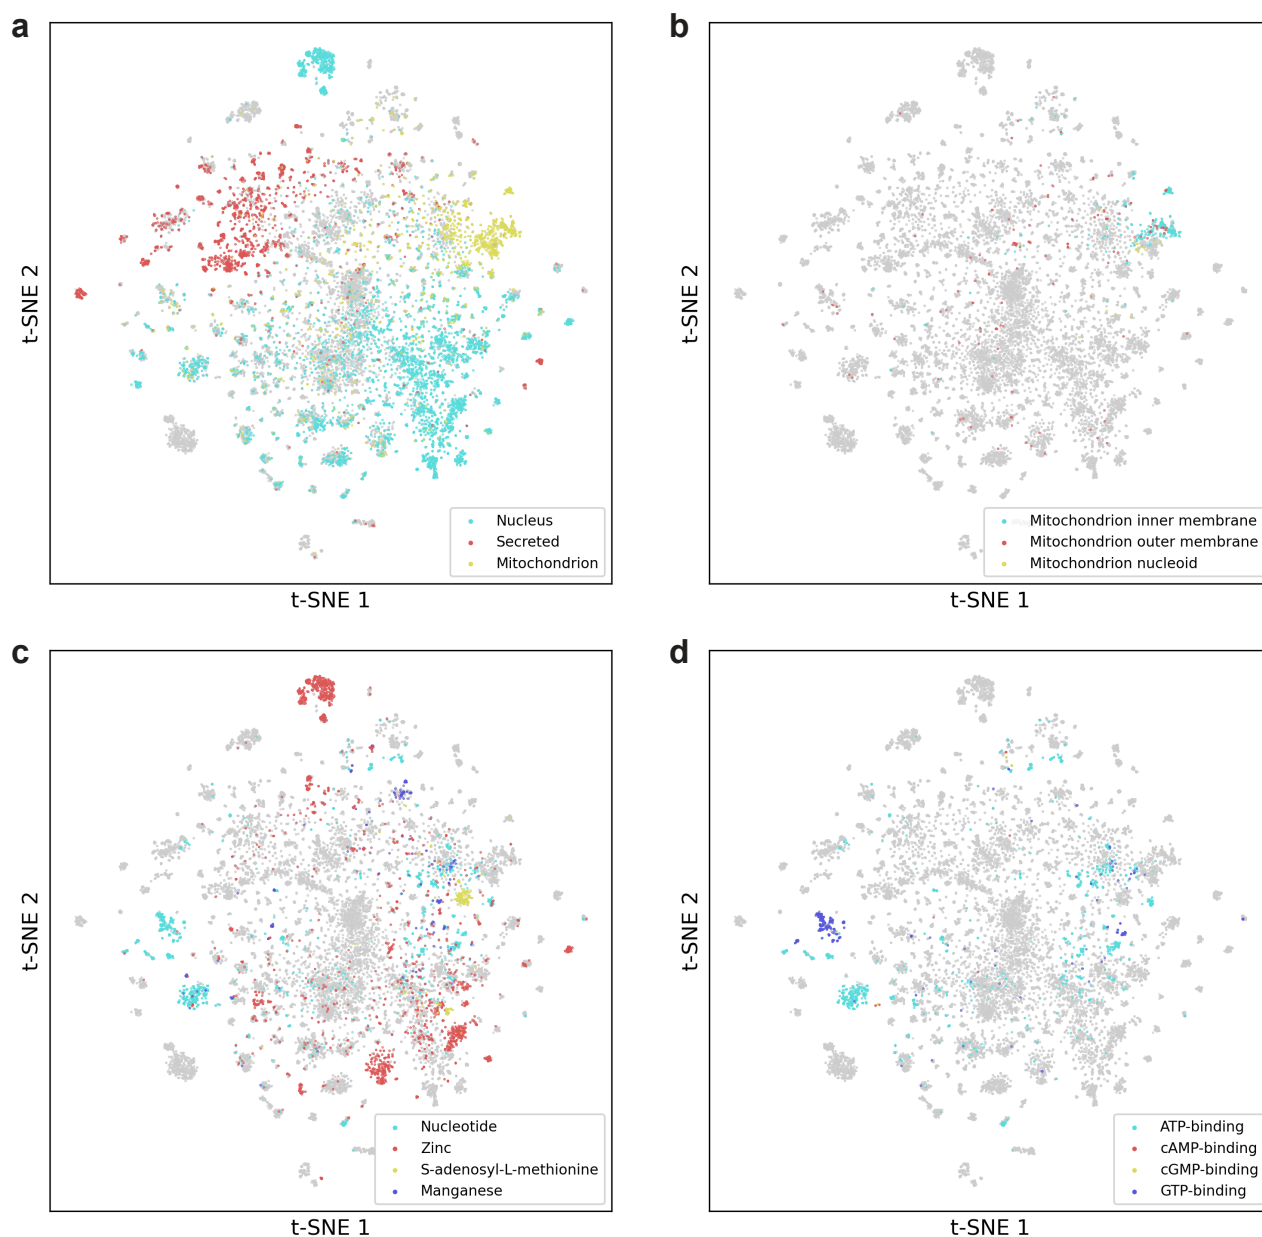 a
t-SNE 2
Nucleus
Secreted
Mitochondrion
t-SNE 1
b
t-SNE 2
Mitochondrion inner membrane
Mitochondrion outer membrane
Mitochondrion nucleoid
t-SNE 1
c
t-SNE 2
Nucleotide
Zinc
S-adenosyl-L-methionine
Manganese
t-SNE 1
d
t-SNE 2
ATP-binding
cAMP-binding
cGMP-binding
GTP-binding
t-SNE 1